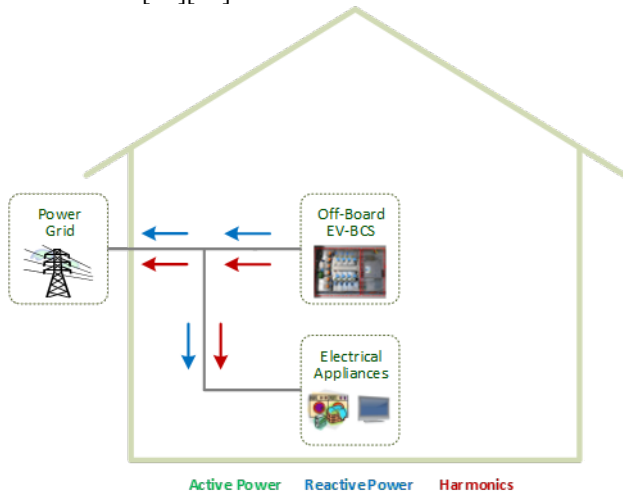 Power
Grid
Off-Board
EV-BCS
Electrical
Appliances
Active Power Reactive Power Harmonics